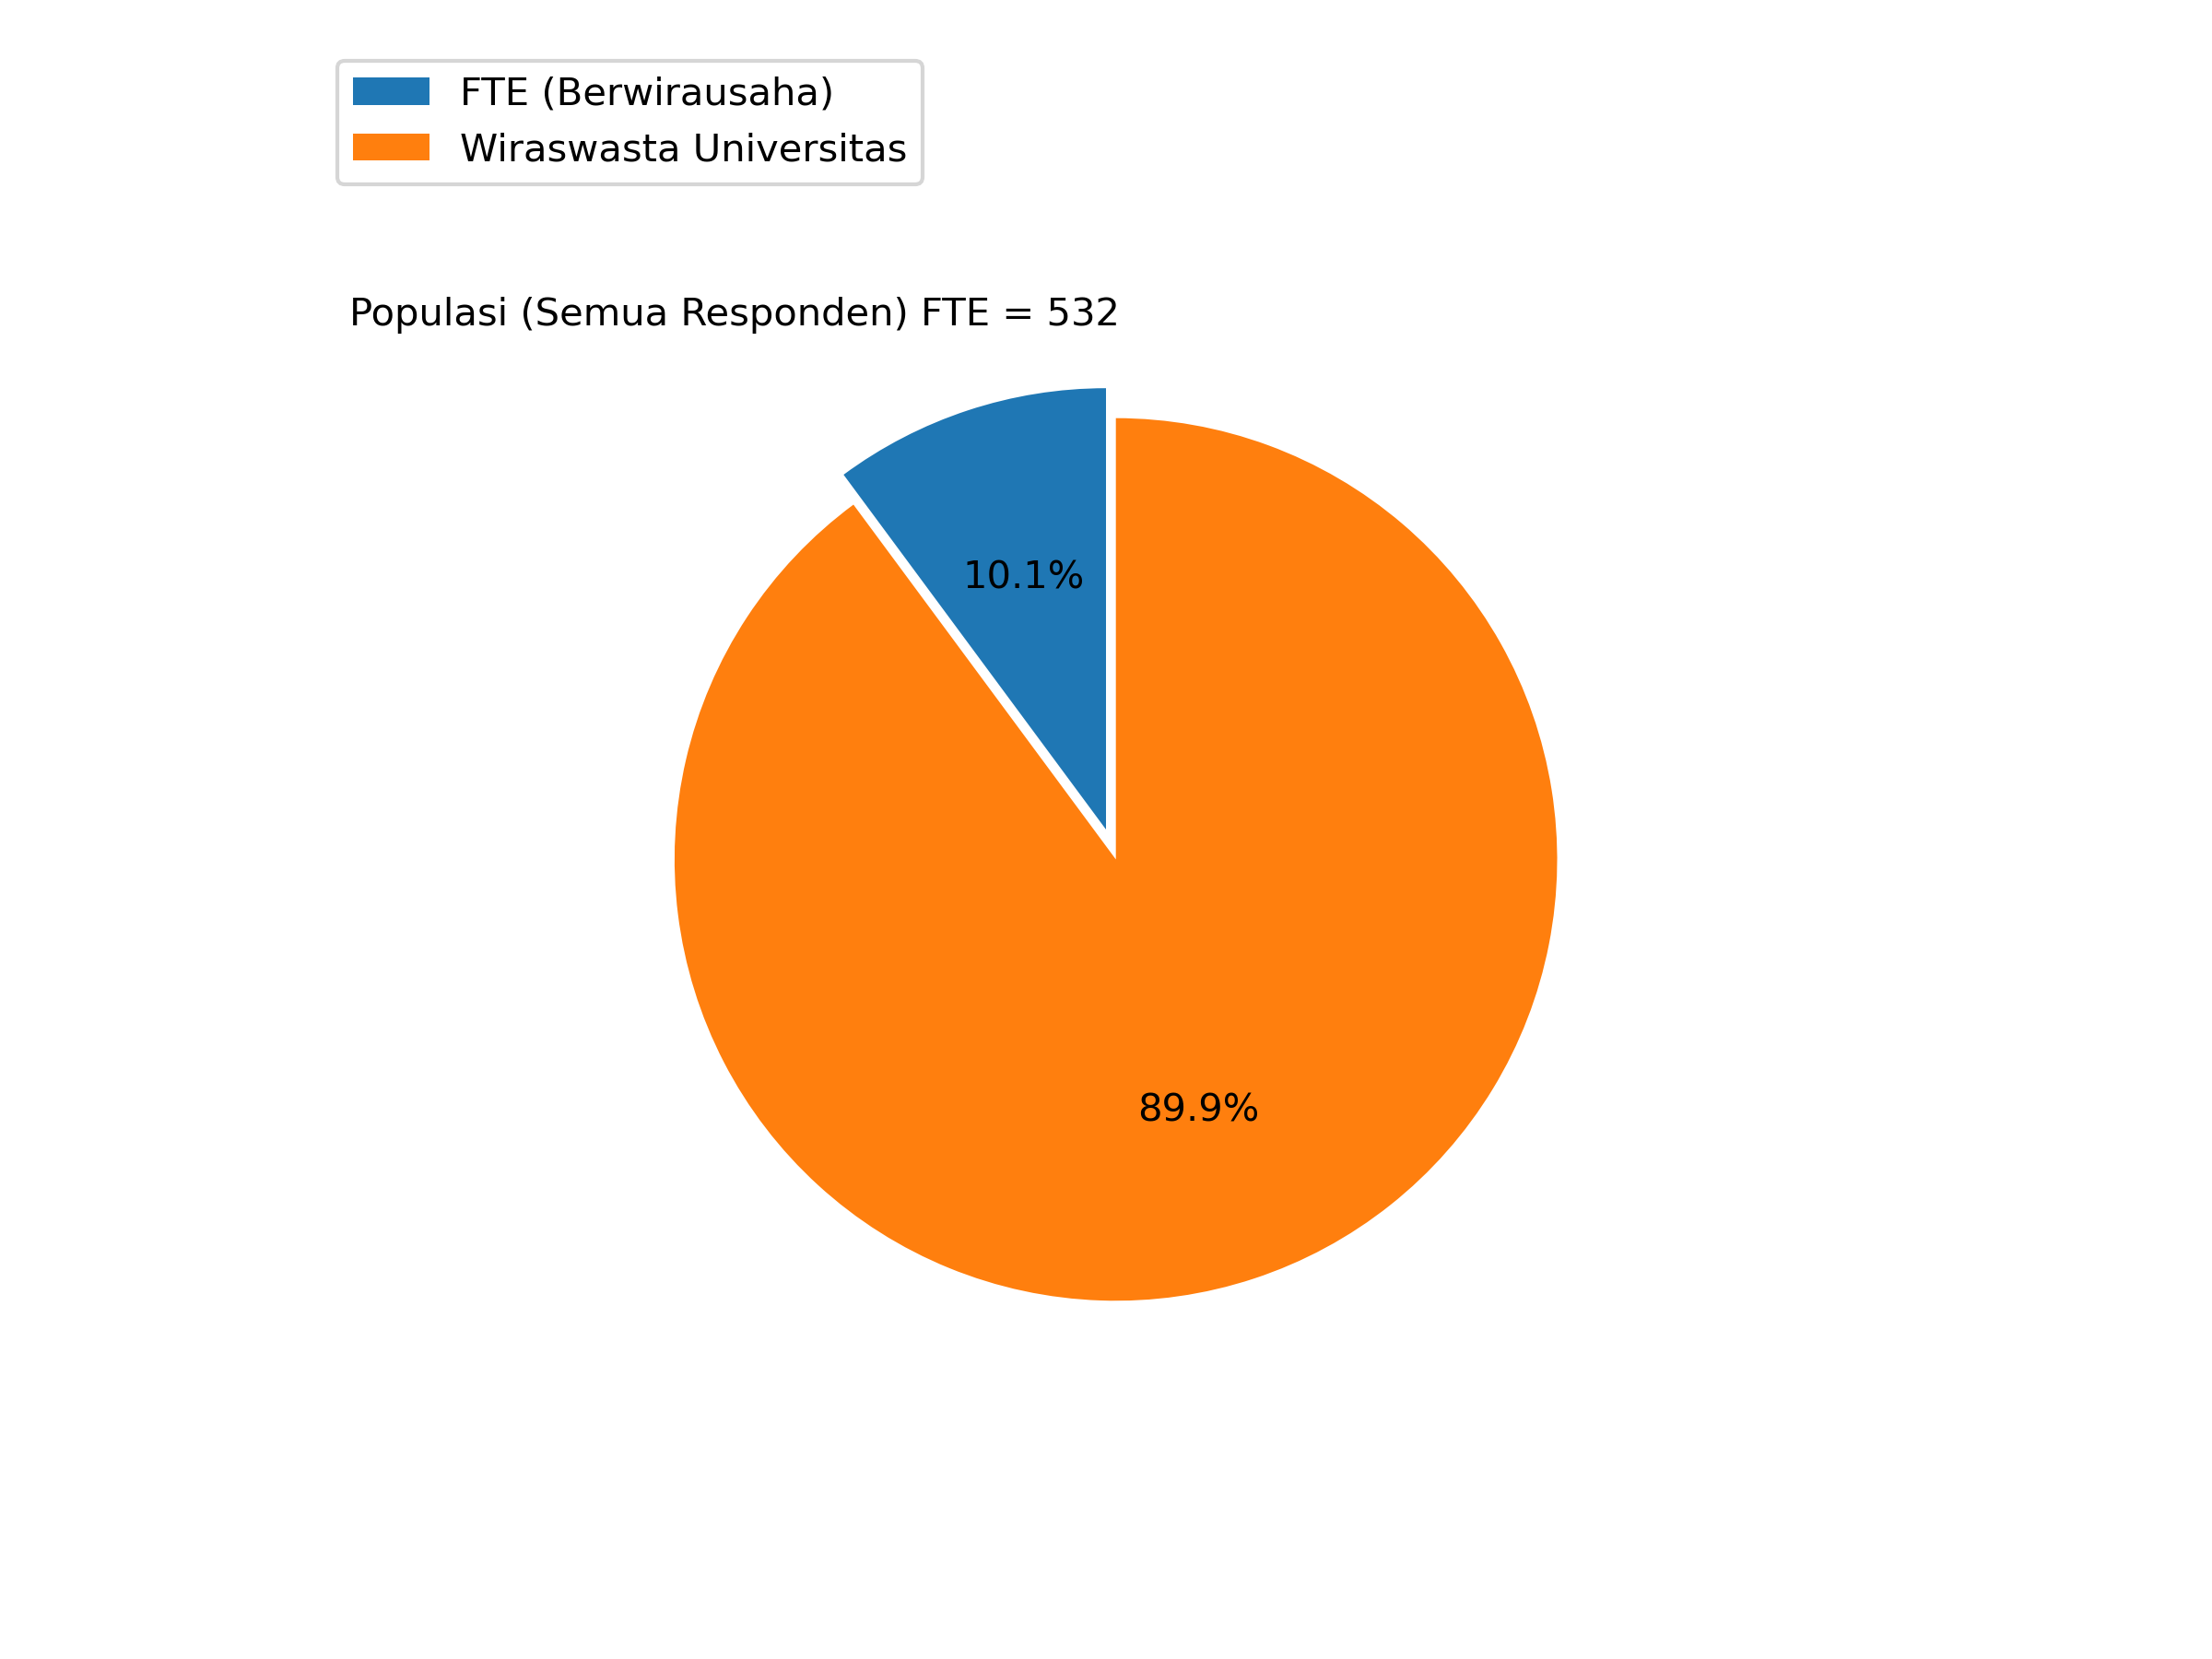 FTE (Berwirausaha)
Wiraswasta Universitas
Populasi (Semua Responden) FTE = 532
10.1%
89.9%